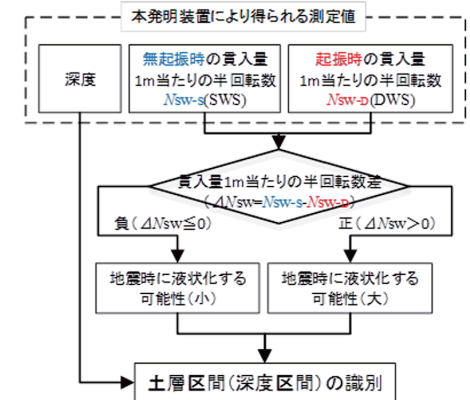 本発明装置により得られる測定値
深度
無起振時の貫入量
1m当たりの半回転数
Nsw-s(SWS)
起振時の貫入量
1m当たりの半回転数
Nsw-D(DWS)
貫入量1m当たりの半回転数差
(ΔNsw=Nsw-s-Nsw-D)
負(ΔNsw≦0)
正(ΔNsw>0)
地震時に液状化する
可能性(小)
地震時に液状化する
可能性(大)
土層区間(深度区間)の識別